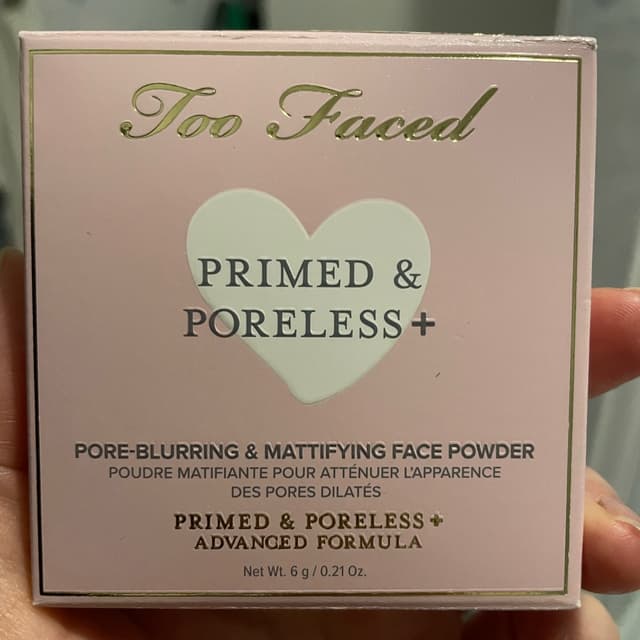 Too Faced
PRIMED &
PORELESS+
PORE-BLURRING & MATTIFYING FACE POWDER
POUDRE MATIFIANTE POUR ATTÉNUER L'APPARENCE
DES PORES DILATÉS
PRIMED & PORELESS+
ADVANCED FORMULA
Net Wt. 6 g / 0.21 Oz.